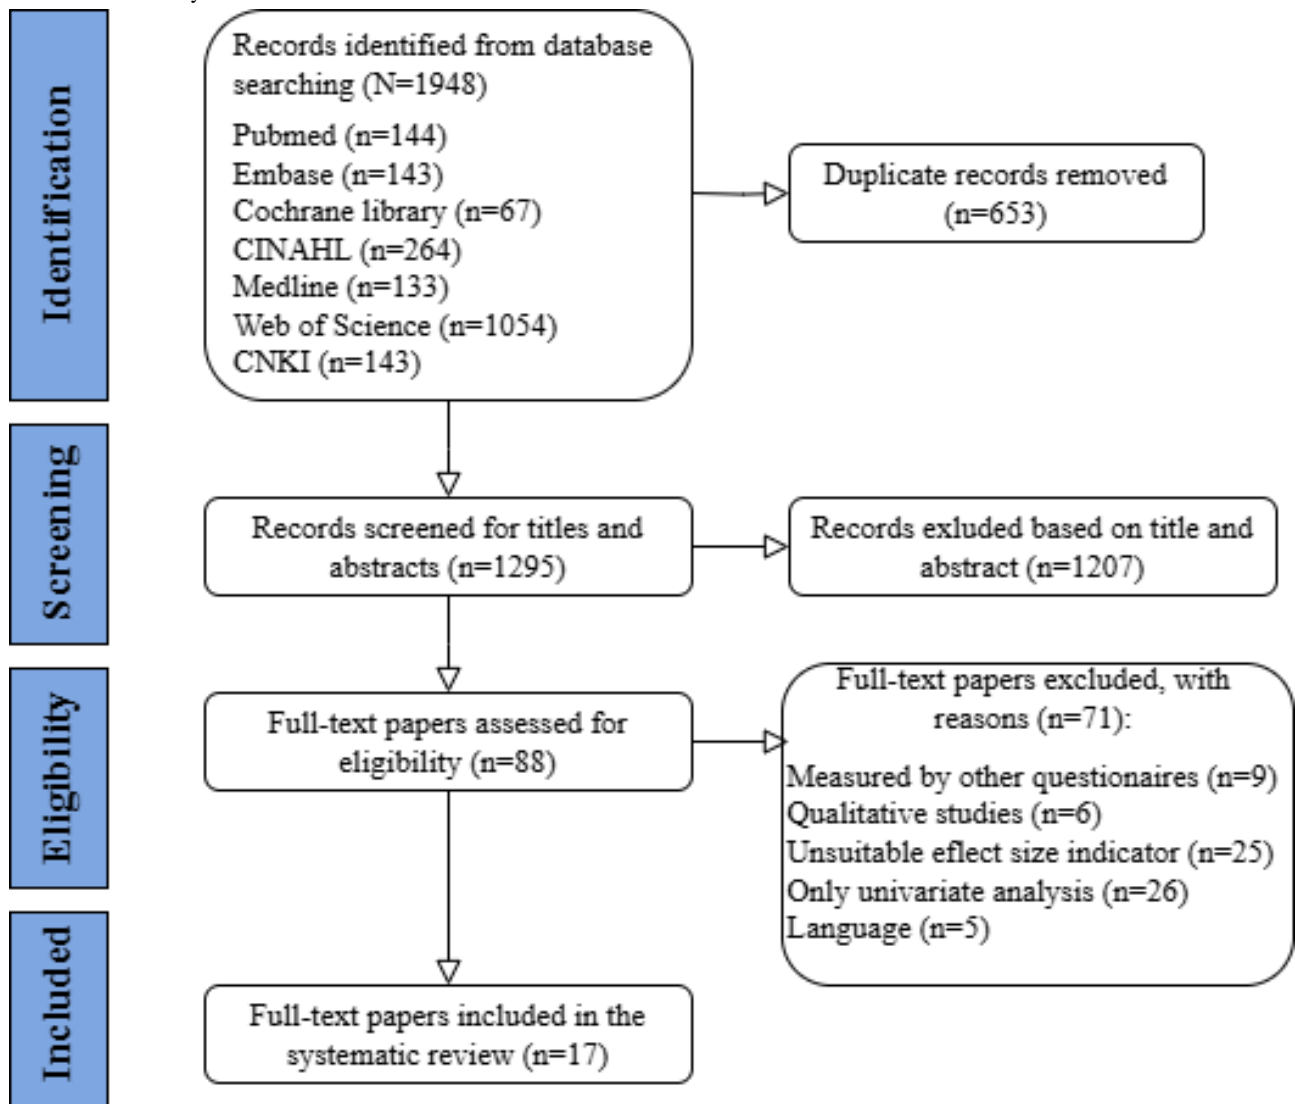 Identification
Records identified from database
searching (N=1948)
Pubmed (n=144)
Embase (n=143)
Cochrane library (n=67)
CINAHL (n=264)
Medline (n=133)
Web of Science (n=1054)
CNKI (n=143)
Duplicate records removed
(n=653)
Screening
Records screened for titles and
abstracts (n=1295)
Records exluded based on title and
abstract (n=1207)
Eligibility
Full-text papers assessed for
eligibility (n=88)
Full-text papers excluded, with
reasons (n=71):
Measured by other questionaires (n=9)
Qualitative studies (n=6)
Unsuitable eflect size indicator (n=25)
Only univariate analysis (n=26)
Language (n=5)
Included
Full-text papers included in the
systematic review (n=17)